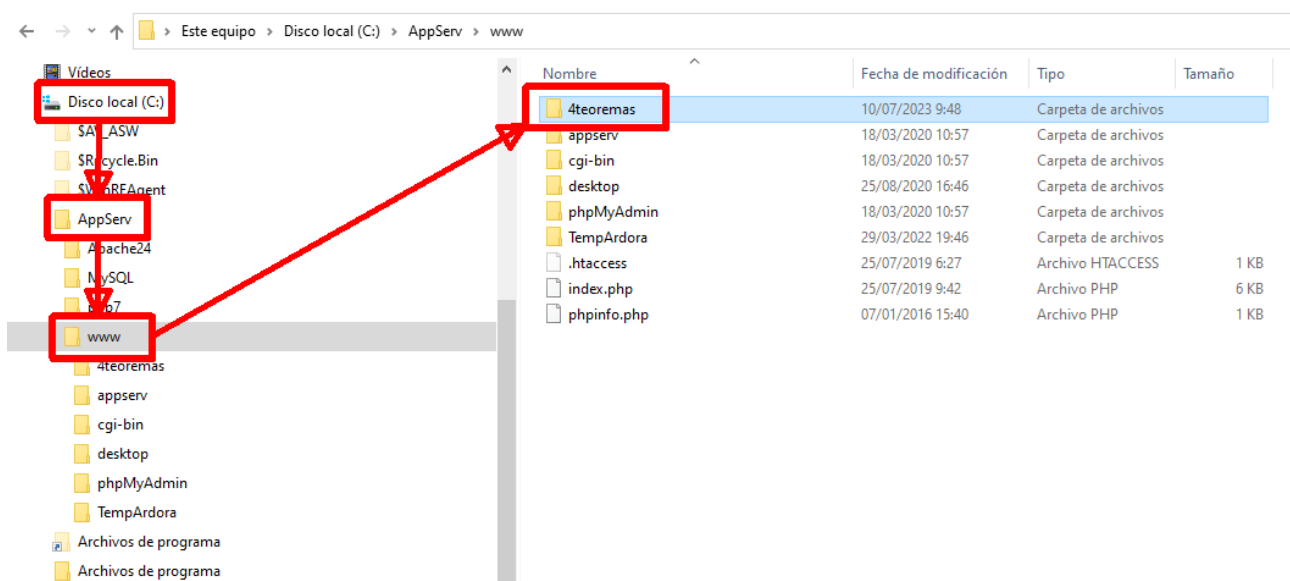 Este equipo > Disco local (C:) > AppServ > www
Vídeos
Disco local (C:)
$AV_ASW
$Recycle.Bin
$WinREAgent
AppServ
Apache24
MySQL
php7
www
4teoremas
appserv
cgi-bin
desktop
phpMyAdmin
TempArdora
Archivos de programa
Archivos de programa
Nombre Fecha de modificación Tipo Tamaño
4teoremas 10/07/2023 9:48 Carpeta de archivos
appserv 18/03/2020 10:57 Carpeta de archivos
cgi-bin 18/03/2020 10:57 Carpeta de archivos
desktop 25/08/2020 16:46 Carpeta de archivos
phpMyAdmin 18/03/2020 10:57 Carpeta de archivos
TempArdora 29/03/2022 19:46 Carpeta de archivos
.htaccess 25/07/2019 6:27 Archivo HTACCESS 1 KB
index.php 25/07/2019 9:42 Archivo PHP 6 KB
phpinfo.php 07/01/2016 15:40 Archivo PHP 1 KB